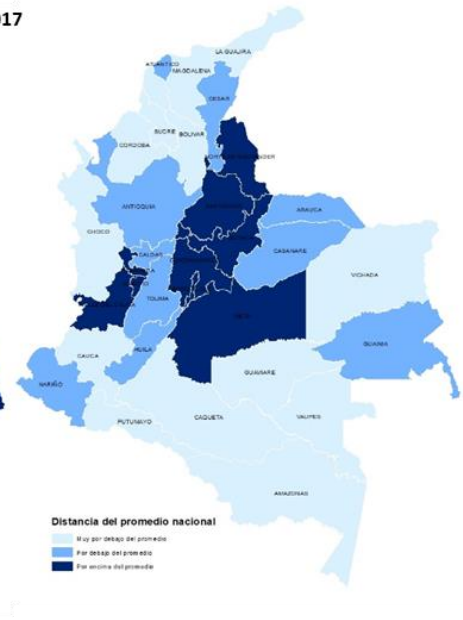 017
LA GUAJIRA
ATLANTICO
MAGDALENA
CESAR
SUCRE
BOLIVAR
CORDOBA
ANTIOQUIA
ARAUCA
CHOCO
CALDAS
CASANARE
VICHADA
TOLIMA
META
GUAINIA
HUILA
CAUCA
NARIÑO
GUAVIARE
CAQUETA
VAUPES
PUTUMAYO
AMAZONAS
Distancia del promedio nacional
Muy por debajo del promedio
Por debajo del promedio
Por encima del promedio